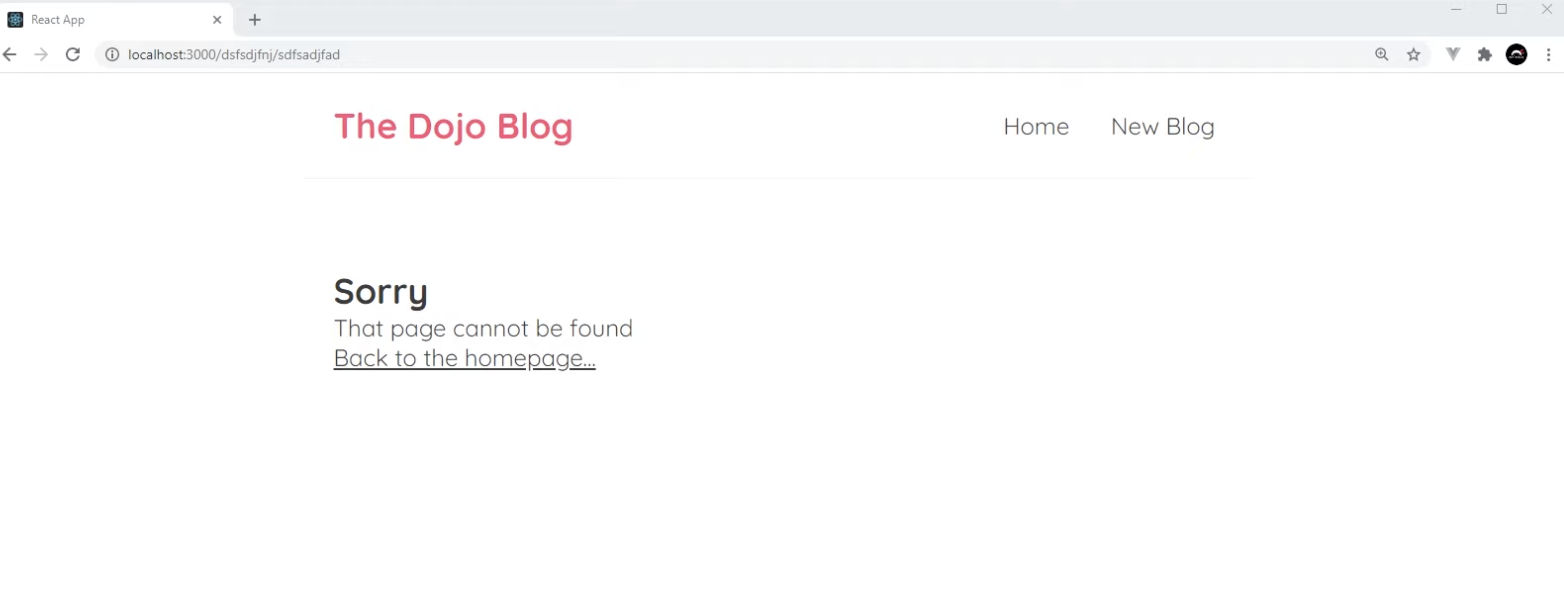 React App
localhost:3000/dsfsdjfnj/sdfsadjfad
The Dojo Blog
Home New Blog
Sorry
That page cannot be found
Back to the homepage...